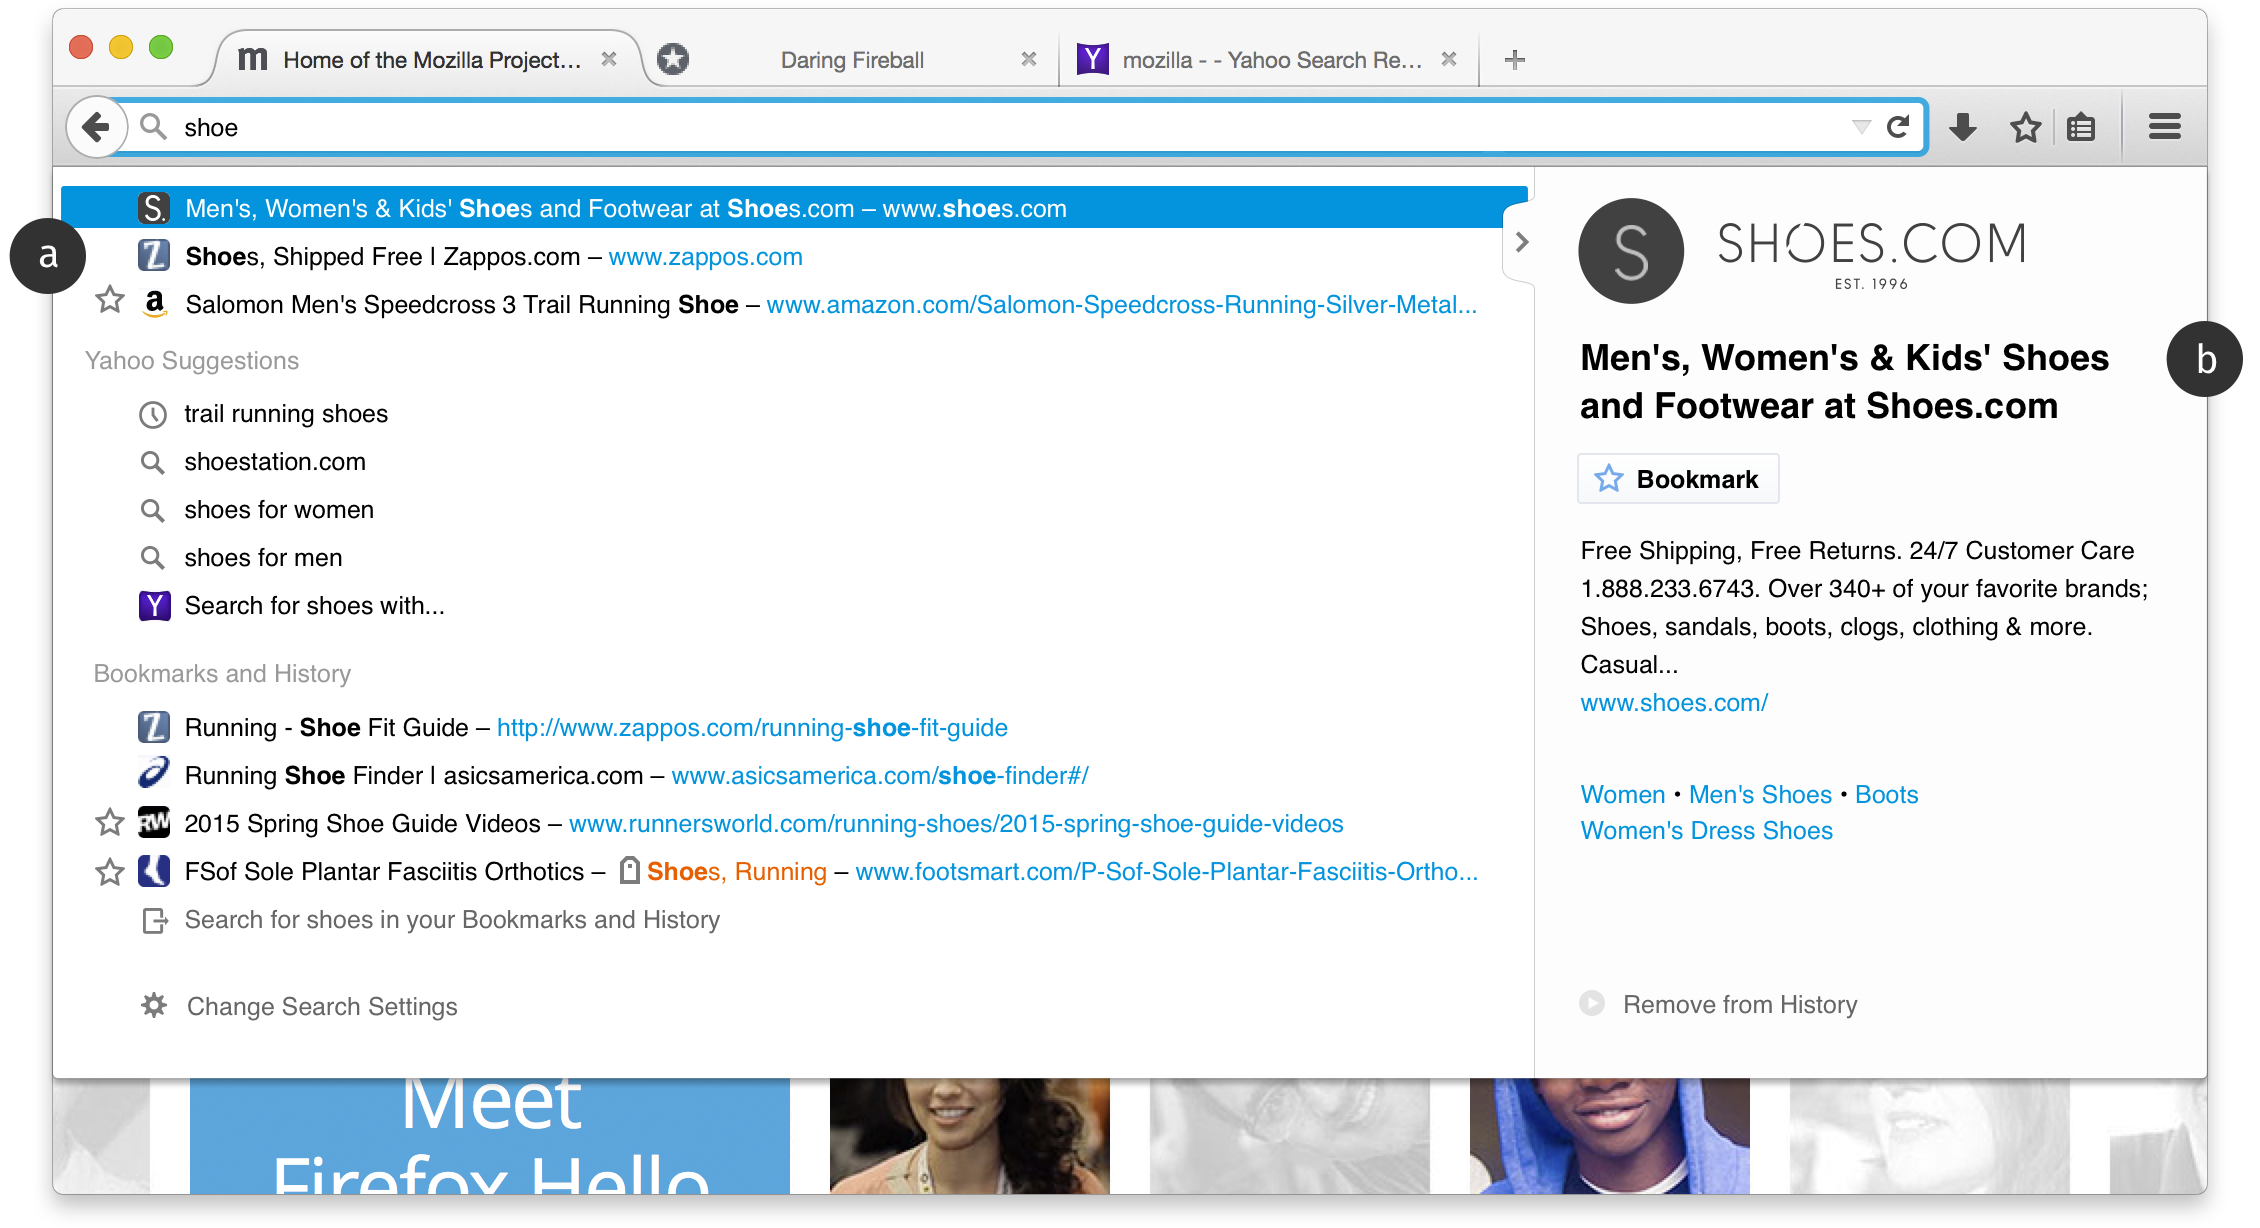 m Home of the Mozilla Project...
Daring Fireball
Y mozilla - - Yahoo Search Re...
shoe
S. Men's, Women's & Kids' Shoes and Footwear at Shoes.com – www.shoes.com
a
Z Shoes, Shipped Free | Zappos.com – www.zappos.com
a Salomon Men's Speedcross 3 Trail Running Shoe – www.amazon.com/Salomon-Speedcross-Running-Silver-Metal...
Yahoo Suggestions
trail running shoes
shoestation.com
shoes for women
shoes for men
Y Search for shoes with...
Bookmarks and History
Z Running - Shoe Fit Guide – http://www.zappos.com/running-shoe-fit-guide
Running Shoe Finder | asicsamerica.com – www.asicsamerica.com/shoe-finder#/
RW 2015 Spring Shoe Guide Videos – www.runnersworld.com/running-shoes/2015-spring-shoe-guide-videos
FSof Sole Plantar Fasciitis Orthotics – Shoes, Running – www.footsmart.com/P-Sof-Sole-Plantar-Fasciitis-Ortho...
Search for shoes in your Bookmarks and History
Change Search Settings
S SHOES.COM
EST. 1996
Men's, Women's & Kids' Shoes
and Footwear at Shoes.com
b
Bookmark
Free Shipping, Free Returns. 24/7 Customer Care
1.888.233.6743. Over 340+ of your favorite brands;
Shoes, sandals, boots, clogs, clothing & more.
Casual...
www.shoes.com/
Women • Men's Shoes • Boots
Women's Dress Shoes
Remove from History
Meet
Firefox Hello